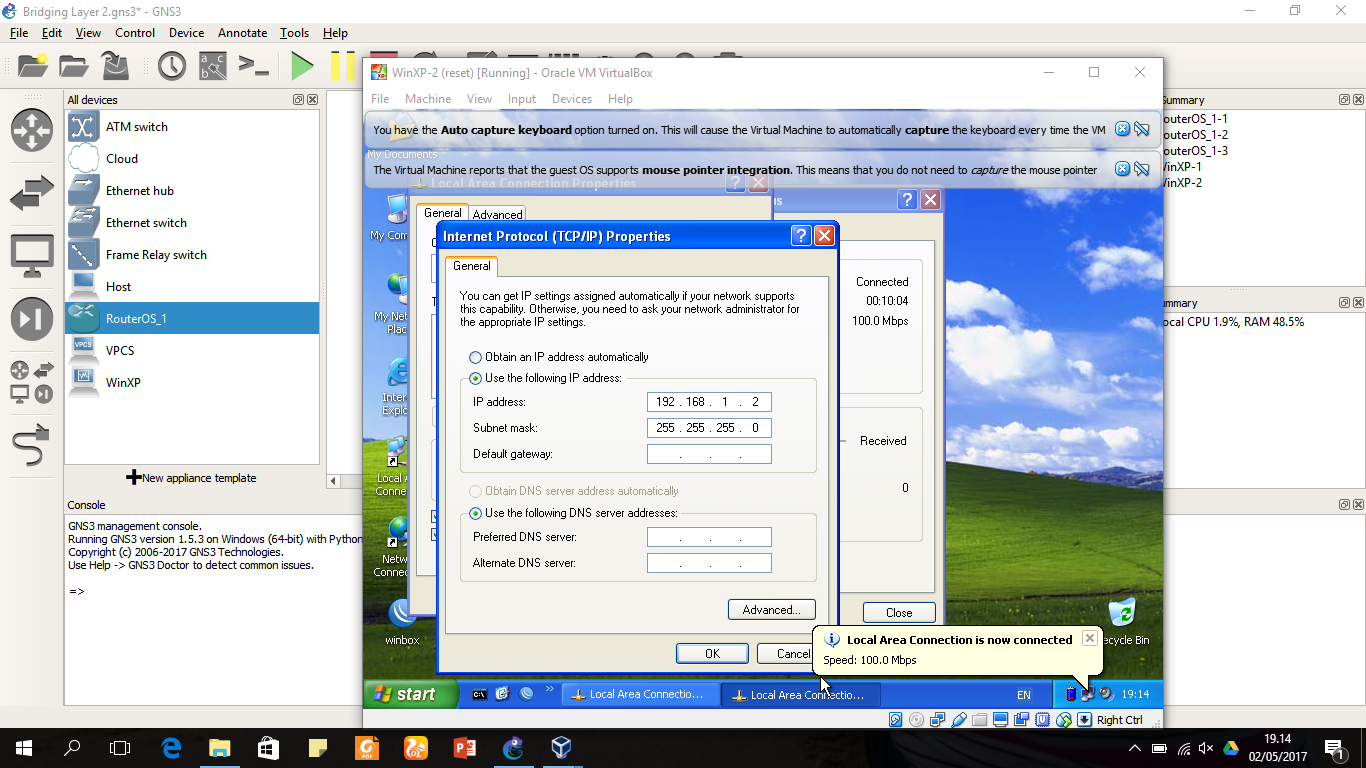 Bridging Layer 2.gns3* - GNS3
File Edit View Control Device Annotate Tools Help
All devices
ATM switch
Cloud
Ethernet hub
Ethernet switch
Frame Relay switch
Host
RouterOS_1
VPCS
WinXP
New appliance template
Console
GNS3 management console.
Running GNS3 version 1.5.3 on Windows (64-bit) with Python
Copyright (c) 2006-2017 GNS3 Technologies.
Use Help -> GNS3 Doctor to detect common issues.
=>
WinXP-2 (reset) [Running] - Oracle VM VirtualBox
File Machine View Input Devices Help
You have the Auto capture keyboard option turned on. This will cause the Virtual Machine to automatically capture the keyboard every time the VM
My Documents
The Virtual Machine reports that the guest OS supports mouse pointer integration. This means that you do not need to capture the mouse pointer
Local Area Connection Properties
General Advanced
Internet Protocol (TCP/IP) Properties
General
You can get IP settings assigned automatically if your network supports
this capability. Otherwise, you need to ask your network administrator for
the appropriate IP settings.
Obtain an IP address automatically
Use the following IP address:
IP address: 192 . 168 . 1 . 2
Subnet mask: 255 . 255 . 255 . 0
Default gateway: . . .
Obtain DNS server address automatically
Use the following DNS server addresses:
Preferred DNS server: . . .
Alternate DNS server: . . .
Advanced...
OK Cancel
Connected
00:10:04
100.0 Mbps
Received
0
Close
My Com
My Net
Plac
Inter
Explo
Local
Conne
Netw
Connec
winbox
ecycle Bin
Local Area Connection is now connected
Speed: 100.0 Mbps
start
Local Area Connectio...
Local Area Connectio...
EN
19:14
Right Ctrl
ummary
outerOS_1-1
outerOS_1-2
outerOS_1-3
WinXP-1
WinXP-2
mmary
ocal CPU 1.9%, RAM 48.5%
19.14
02/05/2017
1